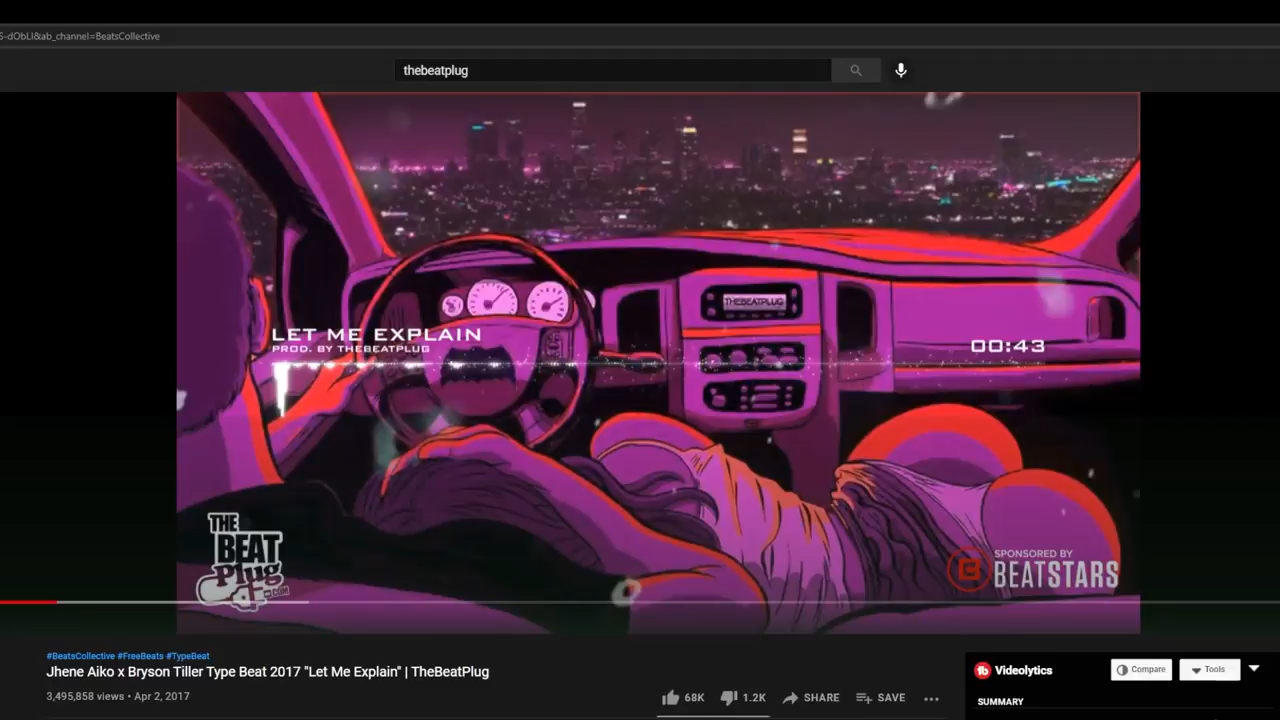 S-dObLI&ab_channel=BeatsCollective
thebeatplug
THEBEATPLUG
LET ME EXPLAIN
PROD. BY THEBEATPLUG
00:43
THE
BEAT
Plug
.COM
SPONSORED BY
BEATSTARS
#BeatsCollective #FreeBeats #TypeBeat
Jhene Aiko x Bryson Tiller Type Beat 2017 "Let Me Explain" | TheBeatPlug
3,495,858 views • Apr 2, 2017
68K 1.2K SHARE SAVE
Videolytics Compare Tools
SUMMARY